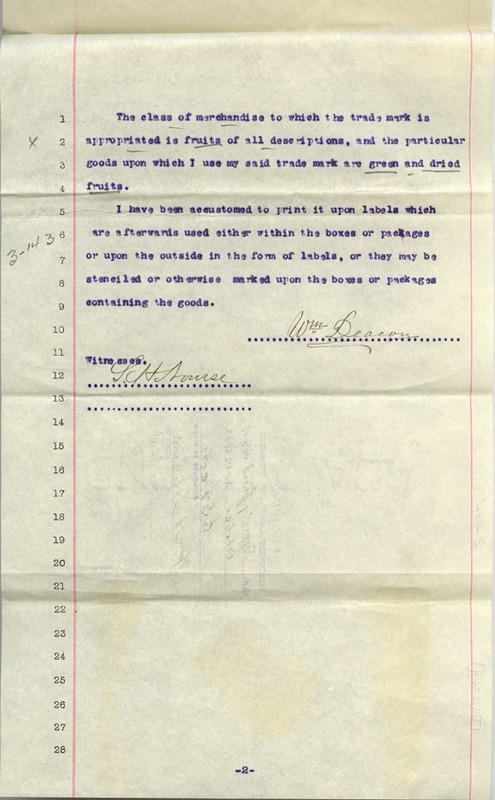 1 The class of merchandise to which the trade mark is
x 2 appropriated is fruits of all descriptions, and the particular
3 goods upon which I use my said trade mark are green and dried
4 fruits.
5 I have been accustomed to print it upon labels which
3-143 6 are afterwards used either within the boxes or packages
7 or upon the outside in the form of labels, or they may be
8 stenciled or otherwise marked upon the boxes or packages
9 containing the goods.
10 Wm Deacon
11 Witnesses.
12 S. H. Nourse
13
14
15
16
17
18
19
20
21
22
23
24
25
26
27
28
-2-